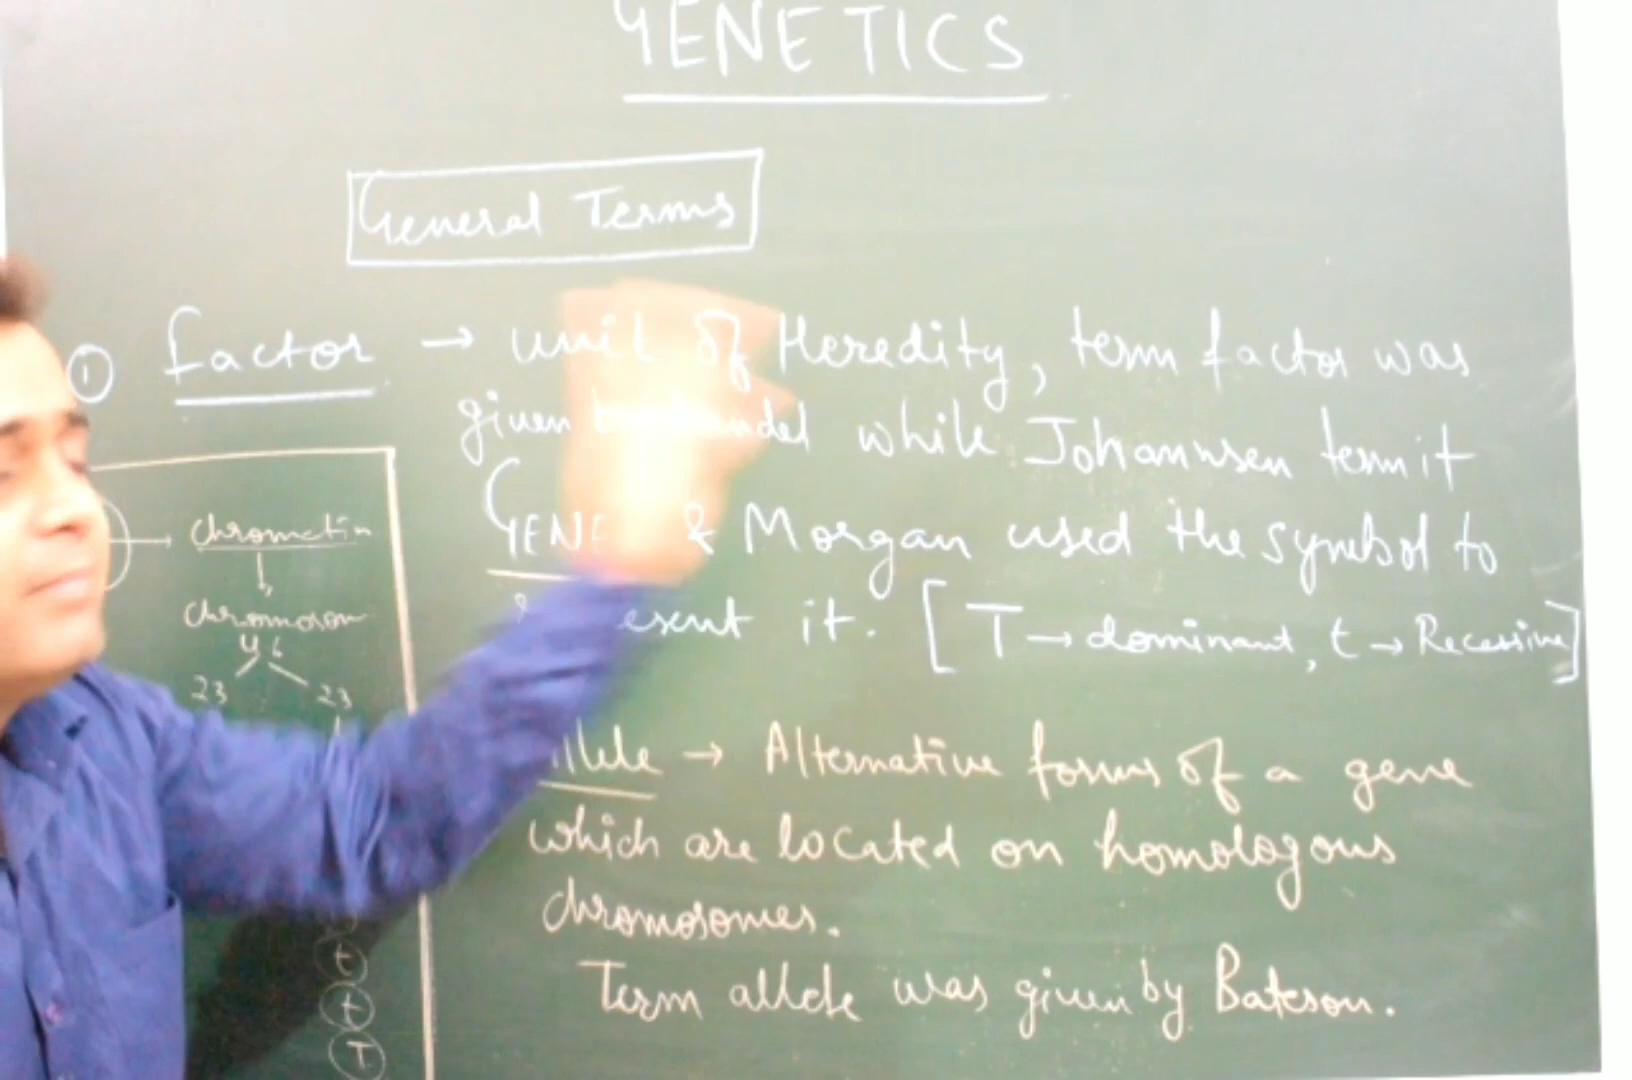 GENETICS
General Terms
① factor → unit of Heredity, term factor was
given mendel while Johannsen term it
GENE & Morgan used the symbol to
it. [T → dominant, t → Recessive]
allele → Alternative forms of a gene
which are located on homologous
chromosomes.
Term allele was given by Bateson.
→ chromatin
↓
chromosom
46
23 23
t
t
T